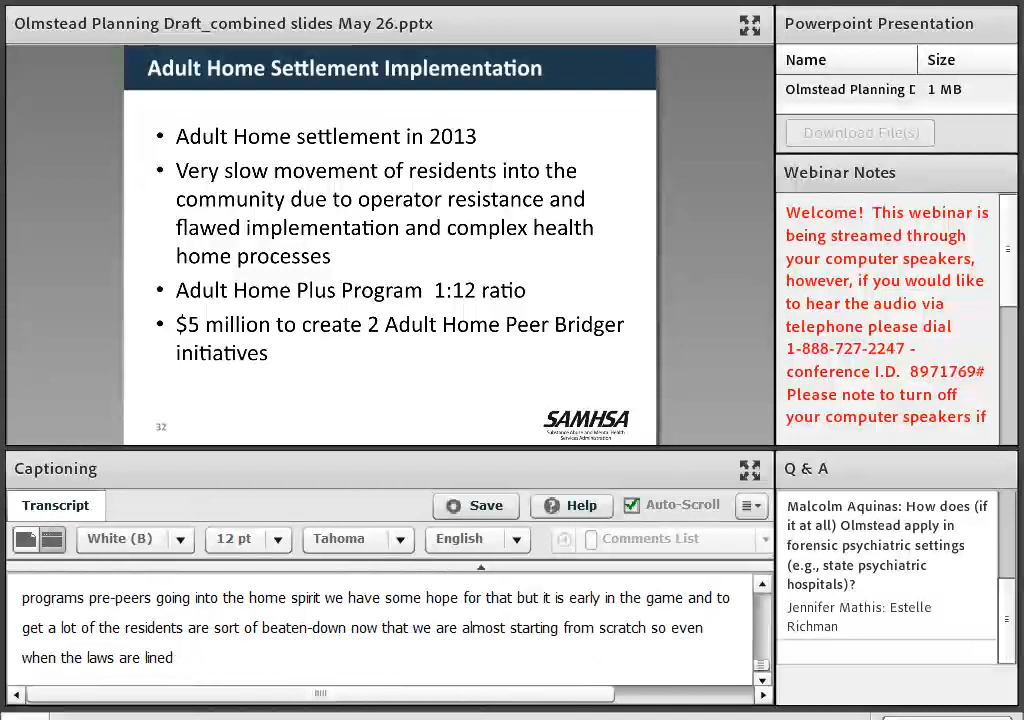 Olmstead Planning Draft_combined slides May 26.pptx
Adult Home Settlement Implementation
• Adult Home settlement in 2013
• Very slow movement of residents into the
community due to operator resistance and
flawed implementation and complex health
home processes
• Adult Home Plus Program 1:12 ratio
• $5 million to create 2 Adult Home Peer Bridger
initiatives
32
SAMHSA
Substance Abuse and Mental Health
Services Administration
Powerpoint Presentation
Name
Size
Olmstead Planning D
1 MB
Download File(s)
Webinar Notes
Welcome! This webinar is
being streamed through
your computer speakers,
however, if you would like
to hear the audio via
telephone please dial
1-888-727-2247 -
conference I.D. 8971769#
Please note to turn off
your computer speakers if
Captioning
Transcript
Save
Help
Auto-Scroll
White (B)
12 pt
Tahoma
English
Comments List
programs pre-peers going into the home spirit we have some hope for that but it is early in the game and to
get a lot of the residents are sort of beaten-down now that we are almost starting from scratch so even
when the laws are lined
Q & A
Malcolm Aquinas: How does (if
it at all) Olmstead apply in
forensic psychiatric settings
(e.g., state psychiatric
hospitals)?
Jennifer Mathis: Estelle
Richman